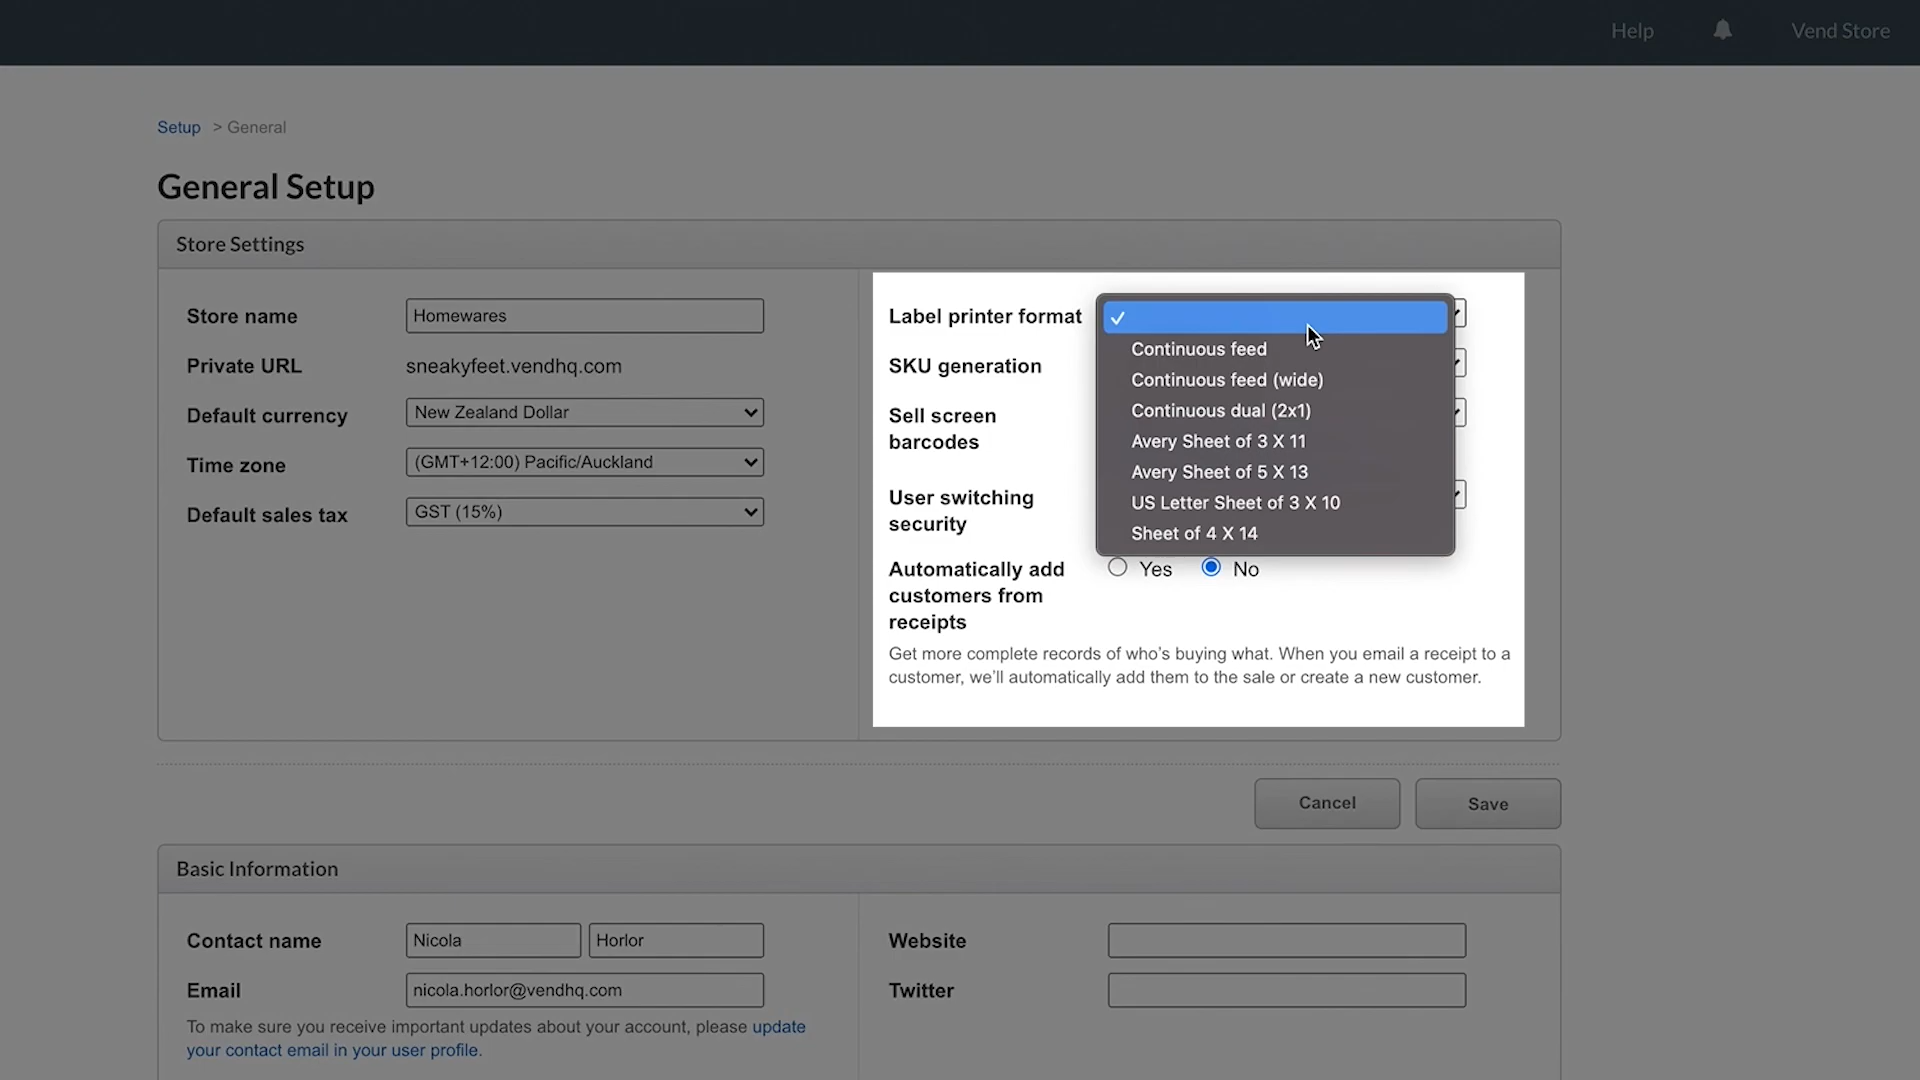 Help
Vend Store
Setup > General
General Setup
Store Settings
Store name
Homewares
Private URL
sneakyfeet.vendhq.com
Default currency
New Zealand Dollar
Time zone
(GMT+12:00) Pacific/Auckland
Default sales tax
GST (15%)
Label printer format
Continuous feed
Continuous feed (wide)
Continuous dual (2x1)
Avery Sheet of 3 X 11
Avery Sheet of 5 X 13
US Letter Sheet of 3 X 10
Sheet of 4 X 14
SKU generation
Sell screen
barcodes
User switching
security
Automatically add
customers from
receipts
Yes
No
Get more complete records of who's buying what. When you email a receipt to a
customer, we'll automatically add them to the sale or create a new customer.
Cancel
Save
Basic Information
Contact name
Nicola
Horlor
Email
nicola.horlor@vendhq.com
To make sure you receive important updates about your account, please update
your contact email in your user profile.
Website
Twitter